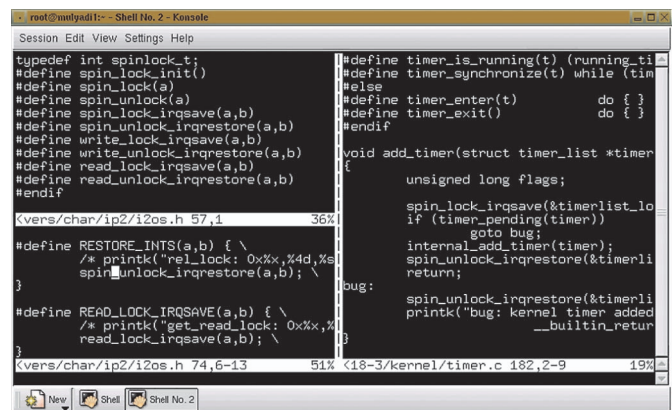 root@mulyadi1:~ - Shell No. 2 - Konsole
Session Edit View Settings Help
typedef int spinlock_t;
#define spin_lock_init()
#define spin_lock(a)
#define spin_unlock(a)
#define spin_lock_irqsave(a,b)
#define spin_unlock_irqrestore(a,b)
#define write_lock_irqsave(a,b)
#define write_unlock_irqrestore(a,b)
#define read_lock_irqsave(a,b)
#define read_unlock_irqrestore(a,b)
#endif
<vers/char/ip2/i2os.h 57,1 36%
#define RESTORE_INTS(a,b) { \
/* printk("rel_lock: 0x%x,%4d,%s
spin_unlock_irqrestore(a,b); \
}
#define READ_LOCK_IRQSAVE(a,b) { \
/* printk("get_read_lock: 0x%x,%
read_lock_irqsave(a,b); \
}
<vers/char/ip2/i2os.h 74,6-13 51%
#define timer_is_running(t) (running_ti
#define timer_synchronize(t) while (tim
#else
#define timer_enter(t) do { }
#define timer_exit() do { }
#endif
void add_timer(struct timer_list *timer
{
unsigned long flags;
spin_lock_irqsave(&timerlist_lo
if (timer_pending(timer))
goto bug;
internal_add_timer(timer);
spin_unlock_irqrestore(&timerli
return;
bug:
spin_unlock_irqrestore(&timerli
printk("bug: kernel timer added
__builtin_retur
}
<18-3/kernel/timer.c 182,2-9 19%
New Shell Shell No. 2